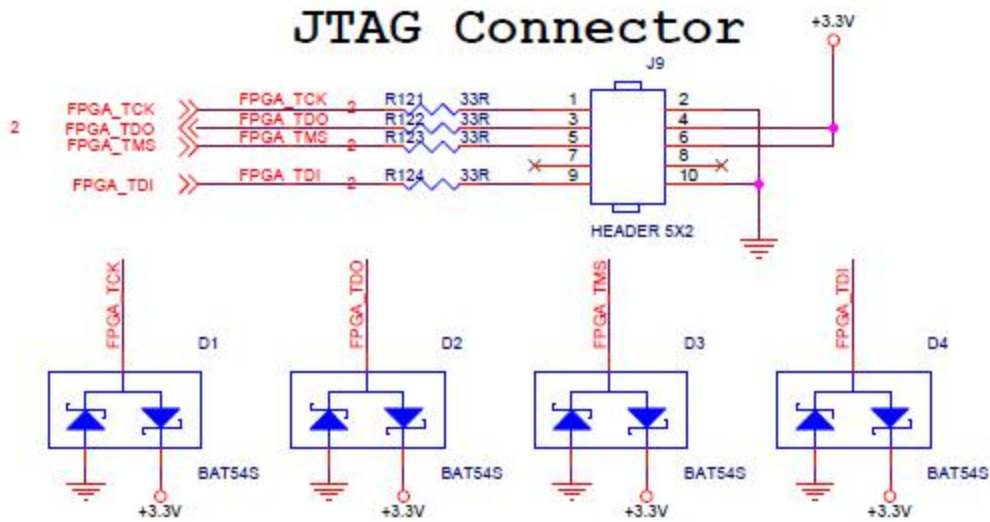 JTAG Connector
+3.3V
J9
FPGA_TCK FPGA_TCK 2 R121 33R 1 2
2 FPGA_TDO FPGA_TDO R122 33R 3 4
FPGA_TMS FPGA_TMS 2 R123 33R 5 6
7 8
FPGA_TDI FPGA_TDI 2 R124 33R 9 10
HEADER 5X2
FPGA_TCK FPGA_TDO FPGA_TMS FPGA_TDI
D1 D2 D3 D4
BAT54S BAT54S BAT54S BAT54S
+3.3V +3.3V +3.3V +3.3V